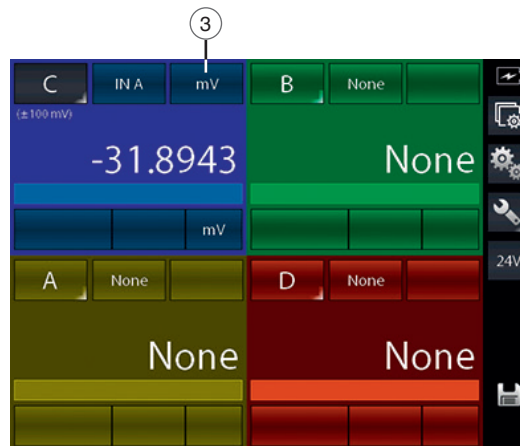 3
C IN A mV B None
(±100 mV)
-31.8943 None
mV
24V
A None D None
None None